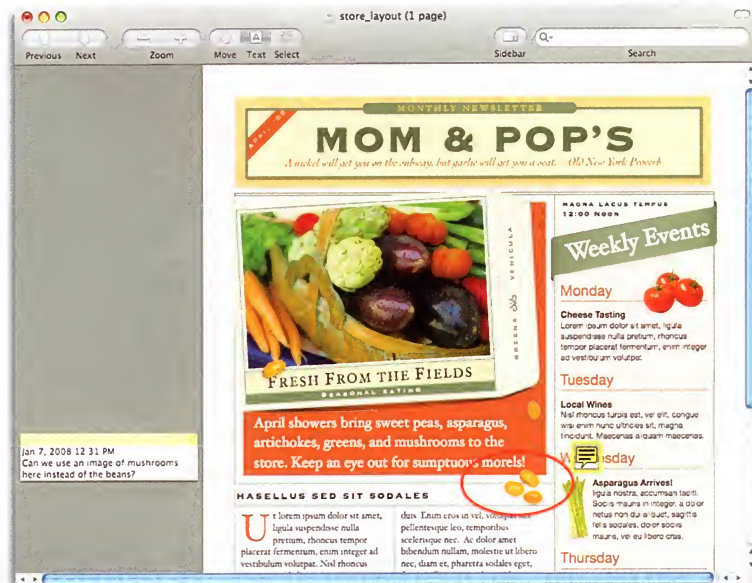 store_layout (1 page)
Previous Next Zoom Move Text Select Sidebar Search
APRIL
MONTHLY NEWSLETTER
MOM & POP'S
A nickel will get you on the subway, but garlic will get you a seat. Old New York Proverb
MAGNA LACUS TEMPUS
12:00 NOON
Weekly Events
Monday
Cheese Tasting
Lorem ipsum dolor sit amet, ligula
suspendisse nulla pretium, rhoncus
tempor placerat fermentum, enim integer
ad vestibulum volutpat.
Tuesday
Local Wines
Nisl rhoncus turpis est, vel elit, congue
wisi enim nunc ultricies sit, magna
tincidunt. Maecenas aliquam maecenas.
W sday
Asparagus Arrives!
ligula nostra, accumsan taciti.
Sociis mauris in integer, a dolor
netus non dui aliquet, sagittis
felis sodales, dolor sociis
mauris, vel eu libero cras.
Thursday
GREENS VEHICULA
FRESH FROM THE FIELDS
SEASONAL EATING
April showers bring sweet peas, asparagus,
artichokes, greens, and mushrooms to the
store. Keep an eye out for sumptuous morels!
HASELLUS SED SIT SODALES
Ut lorem ipsum dolor sit amet,
ligula suspendisse nulla
pretium, rhoncus tempor
placerat fermentum, enim integer ad
vestibulum volutpat. Nisl rhoncus
duis. Enim eros in vel,
pellentesque leo, temporibus
scelerisque nec. Ac dolor amet
bibendum nullam, molestie ut libero
nec, diam et, pharetra sodales eget,
Jan 7, 2008 12 31 PM
Can we use an image of mushrooms
here instead of the beans?